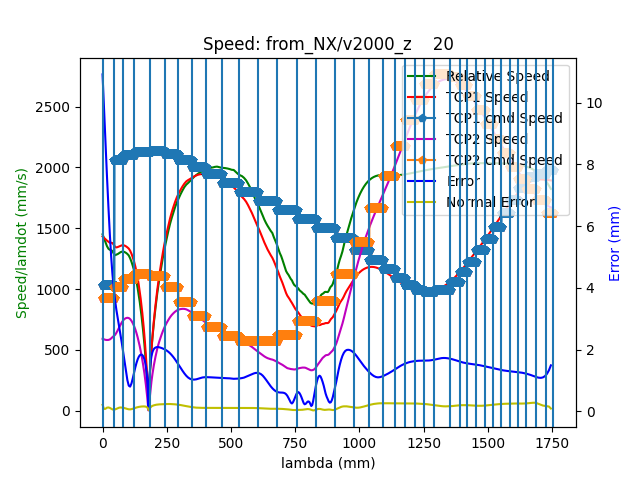 Speed: from_NX/v2000_z    20
Relative Speed
TCP1 Speed
TCP1 cmd Speed
TCP2 Speed
TCP2 cmd Speed
Error
Normal Error
Speed/lamdot (mm/s)
2500
2000
1500
1000
500
0
10
8
6
4
2
0
Error (mm)
0 250 500 750 1000 1250 1500 1750
lambda (mm)